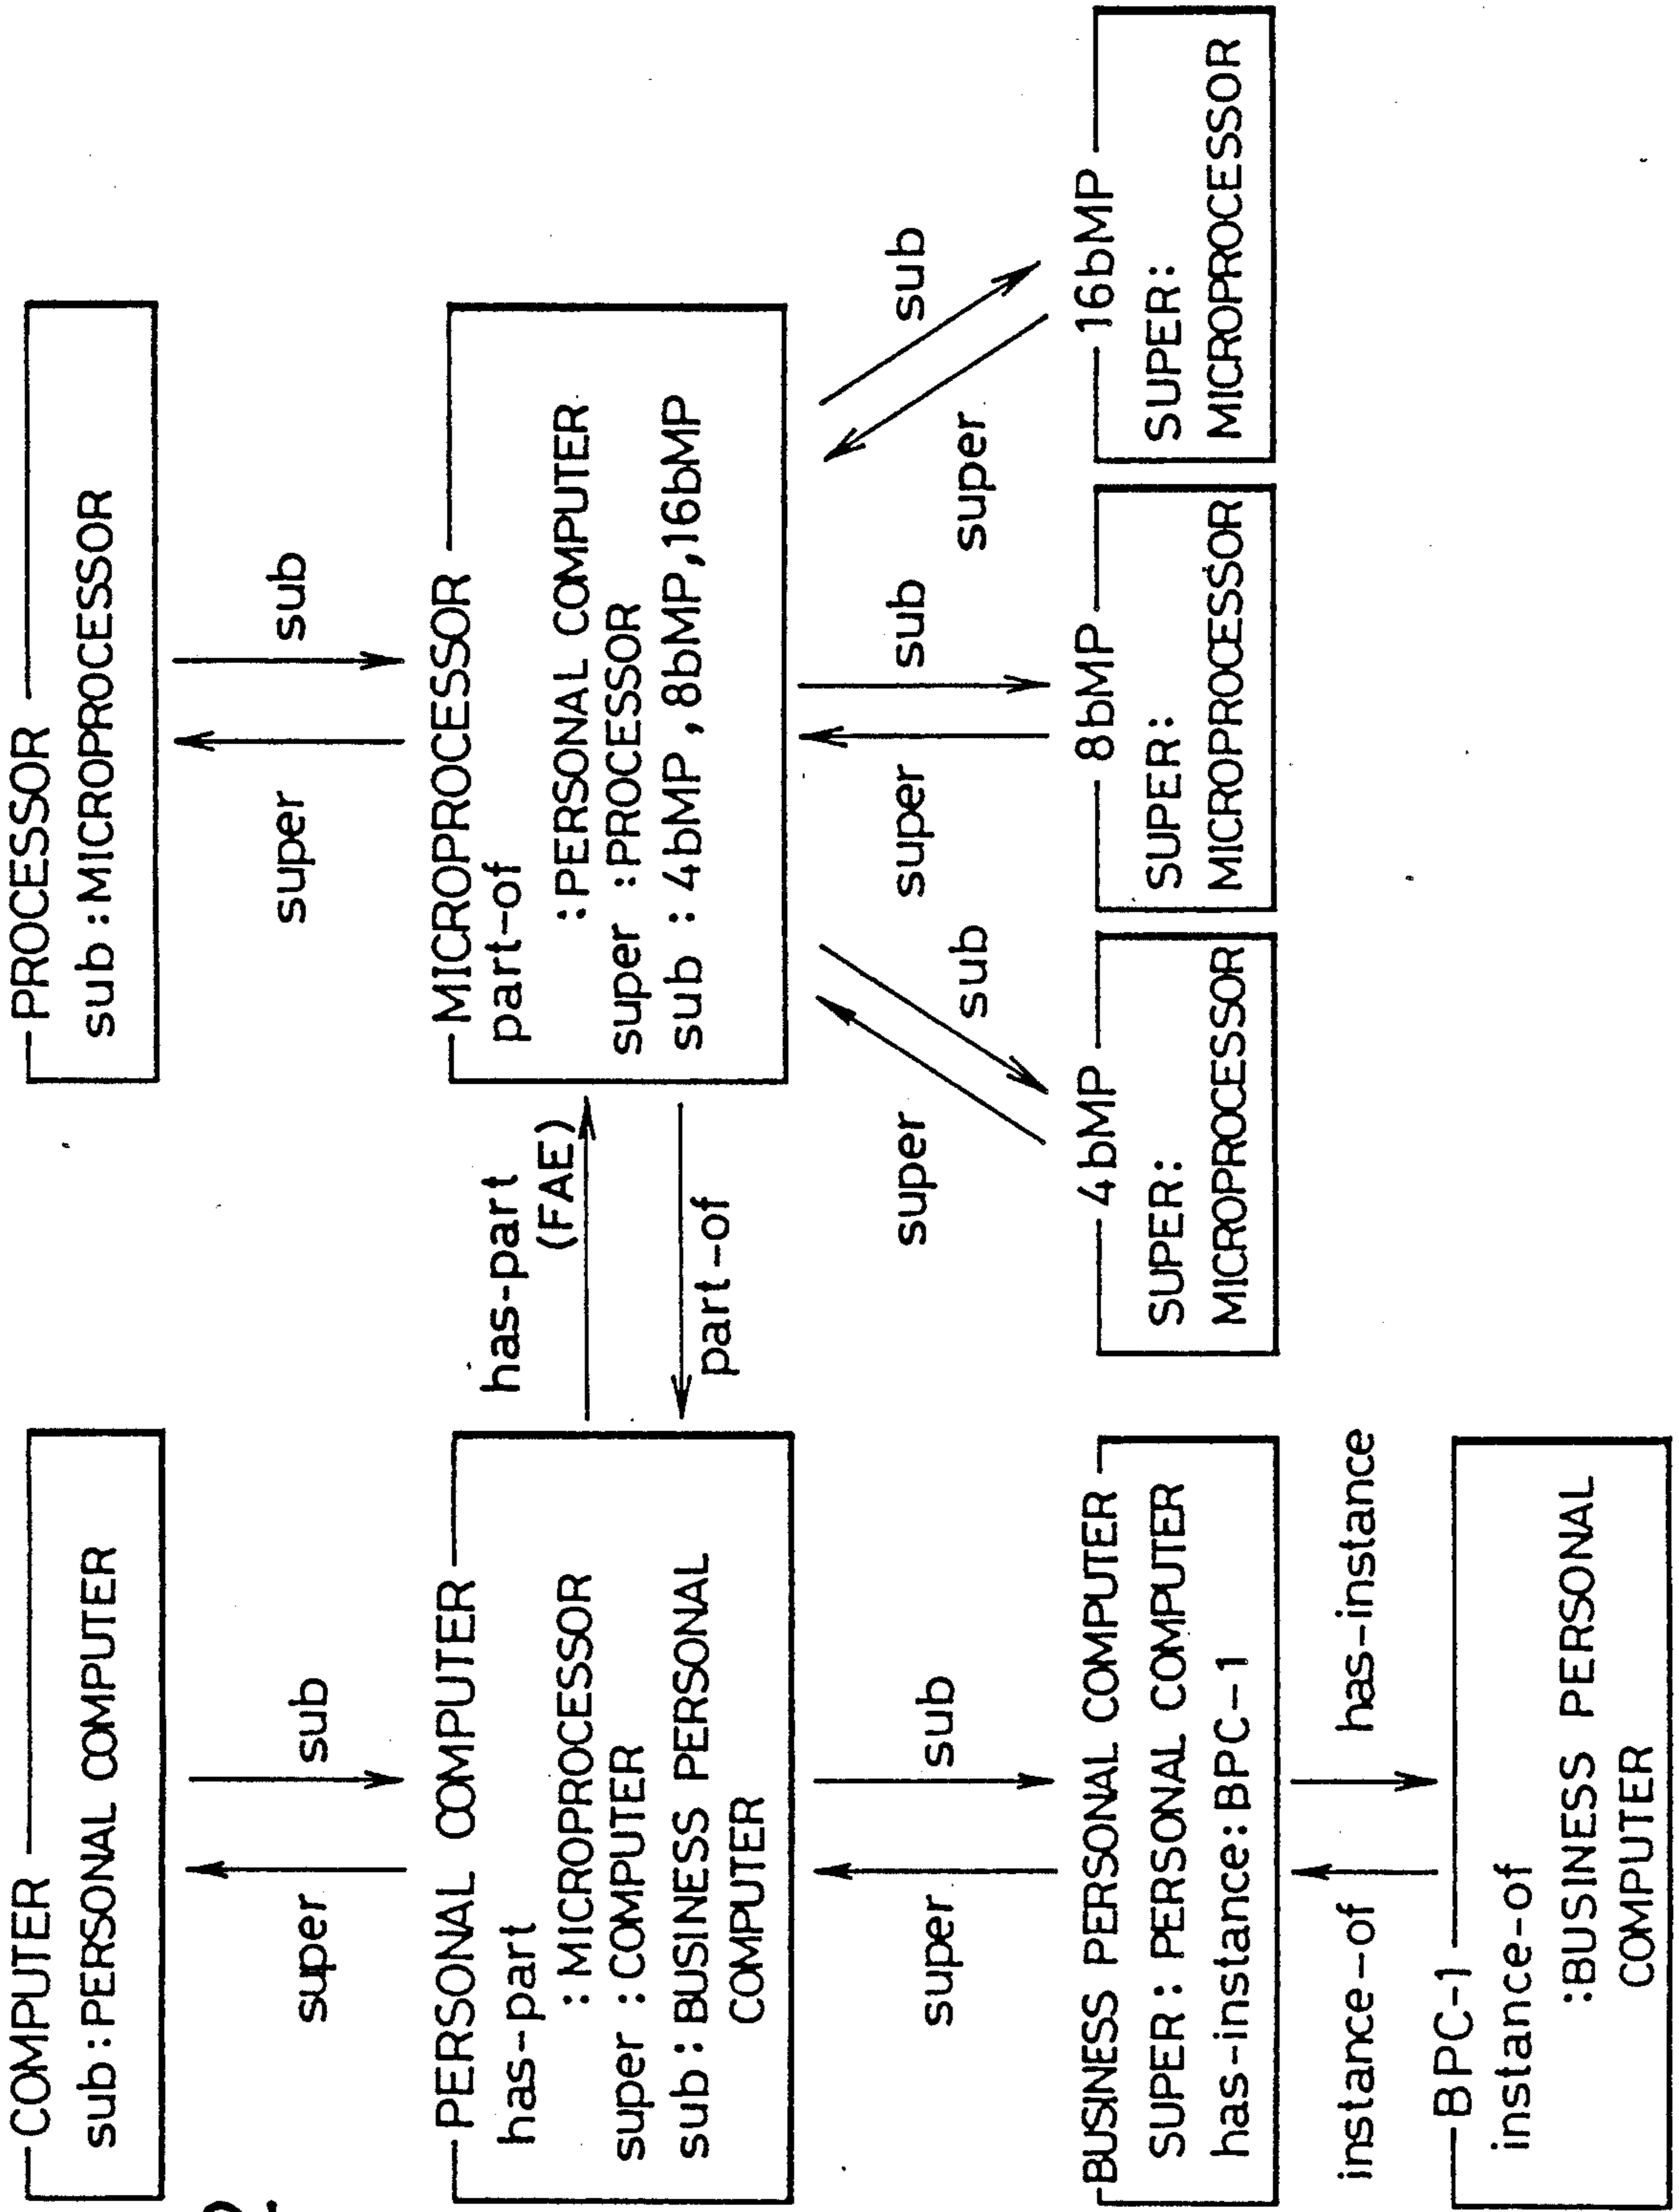 COMPUTER
sub : PERSONAL COMPUTER
super
sub
PERSONAL COMPUTER
has-part
: MICROPROCESSOR
super : COMPUTER
sub : BUSINESS PERSONAL
COMPUTER
super
sub
BUSINESS PERSONAL COMPUTER
SUPER : PERSONAL COMPUTER
has-instance : BPC-1
instance-of
has-instance
BPC-1
instance-of
: BUSINESS PERSONAL
COMPUTER
has-part
(FAE)
part-of
PROCESSOR
sub : MICROPROCESSOR
super
sub
MICROPROCESSOR
part-of
: PERSONAL COMPUTER
super : PROCESSOR
sub : 4bMP , 8bMP , 16bMP
super
sub
super
sub
super
sub
4bMP
SUPER :
MICROPROCESSOR
8bMP
SUPER :
MICROPROCESSOR
16bMP
SUPER :
MICROPROCESSOR